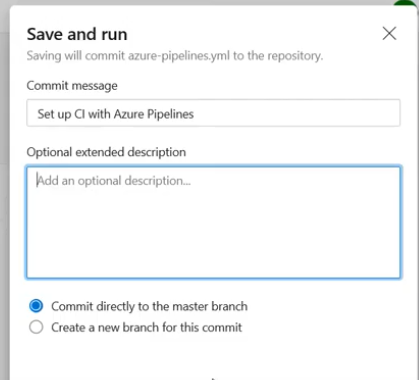 Save and run
Saving will commit azure-pipelines.yml to the repository.
Commit message
Set up CI with Azure Pipelines
Optional extended description
Add an optional description...
Commit directly to the master branch
Create a new branch for this commit